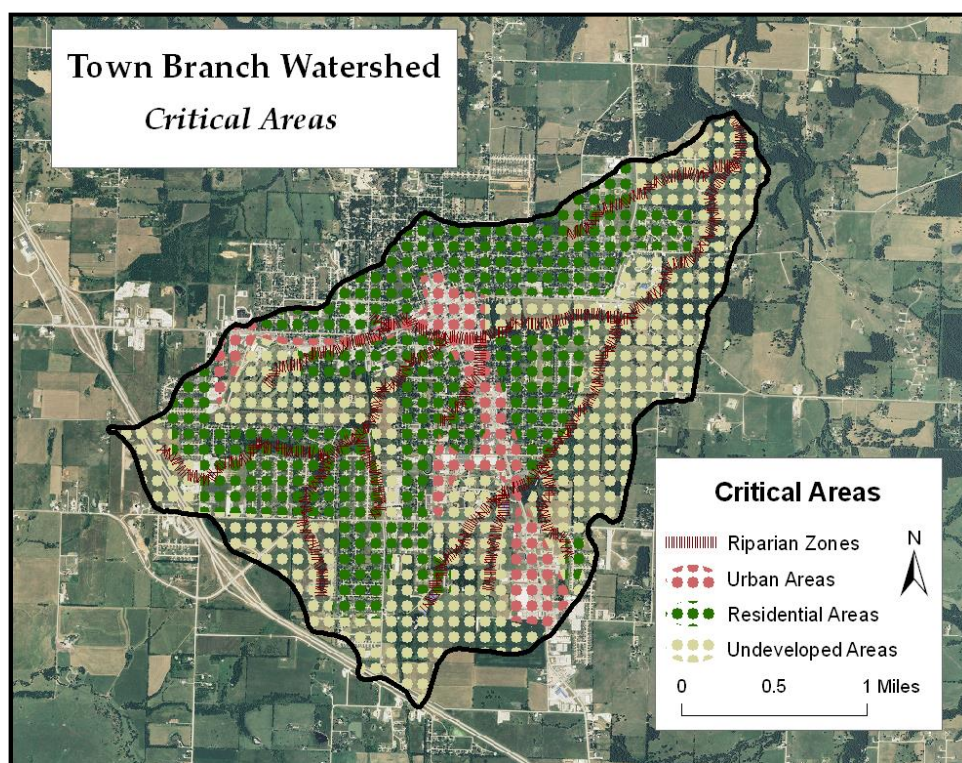 Town Branch Watershed
Critical Areas
Critical Areas
Riparian Zones
N
Urban Areas
Residential Areas
Undeveloped Areas
0 0.5 1 Miles